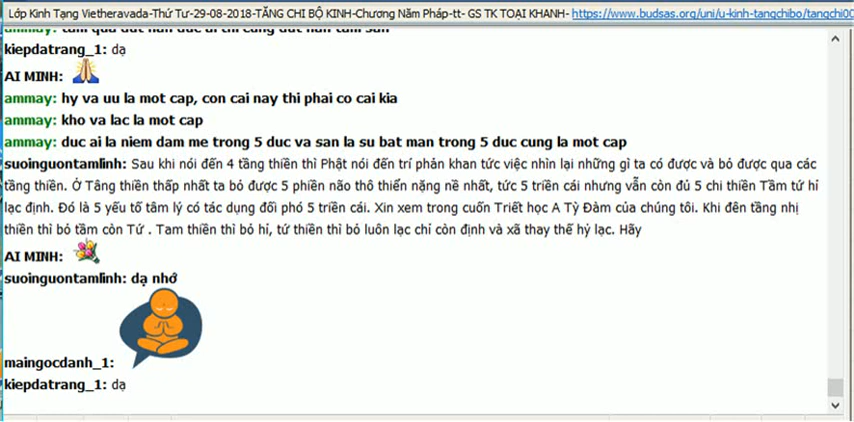 Lớp Kinh Tạng Vietheravada-Thứ Tư-29-08-2018-TĂNG CHI BỘ KINH-Chương Năm Pháp-tt- GS TK TOẠI KHANH- https://www.budsas.org/uni/u-kinh-tangchibo/tangchi00
kiepdatrang_1: dạ
AI MINH:
ammay: hy va uu la mot cap, con cai nay thi phai co cai kia
ammay: kho va lac la mot cap
ammay: duc ai la niem dam me trong 5 duc va san la su bat man trong 5 duc cung la mot cap
suoinguontamlinh: Sau khi nói đến 4 tầng thiền thì Phật nói đến trí phản khan tức việc nhìn lại những gì ta có được và bỏ được qua các
tầng thiền. Ở Tâng thiền thấp nhất ta bỏ được 5 phiền não thô thiển nặng nề nhất, tức 5 triền cái nhưng vẫn còn đủ 5 chi thiền Tầm tứ hỉ
lạc định. Đó là 5 yếu tố tâm lý có tác dụng đối phó 5 triền cái. Xin xem trong cuốn Triết học A Tỳ Đàm của chúng tôi. Khi đên tầng nhị
thiền thì bỏ tầm còn Tứ . Tam thiền thì bỏ hỉ, tứ thiền thì bỏ luôn lạc chỉ còn định và xã thay thế hý lạc. Hãy
AI MINH:
suoinguontamlinh: dạ nhớ
maingocdanh_1:
kiepdatrang_1: dạ